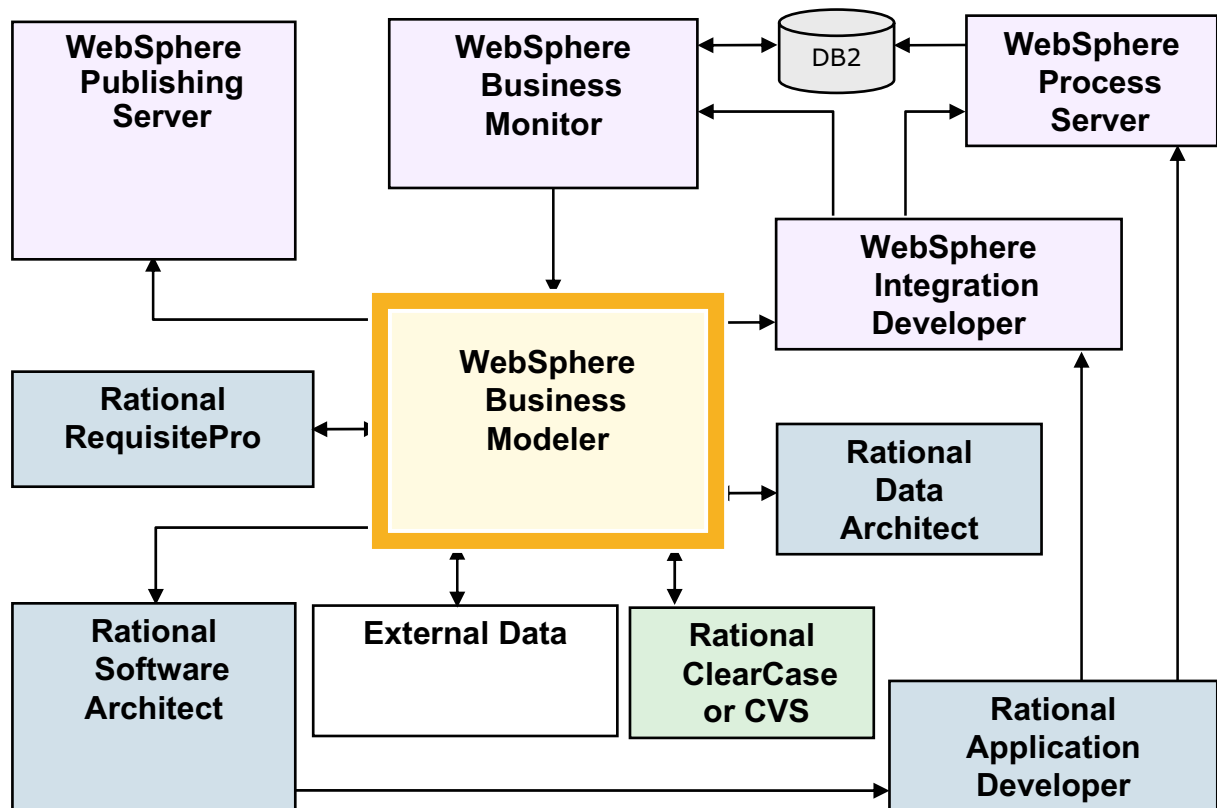 WebSphere
Publishing
Server
WebSphere
Business
Monitor
DB2
WebSphere
Process
Server
WebSphere
Integration
Developer
WebSphere
Business
Modeler
Rational
RequisitePro
Rational
Data
Architect
Rational
Software
Architect
External Data
Rational
ClearCase
or CVS
Rational
Application
Developer